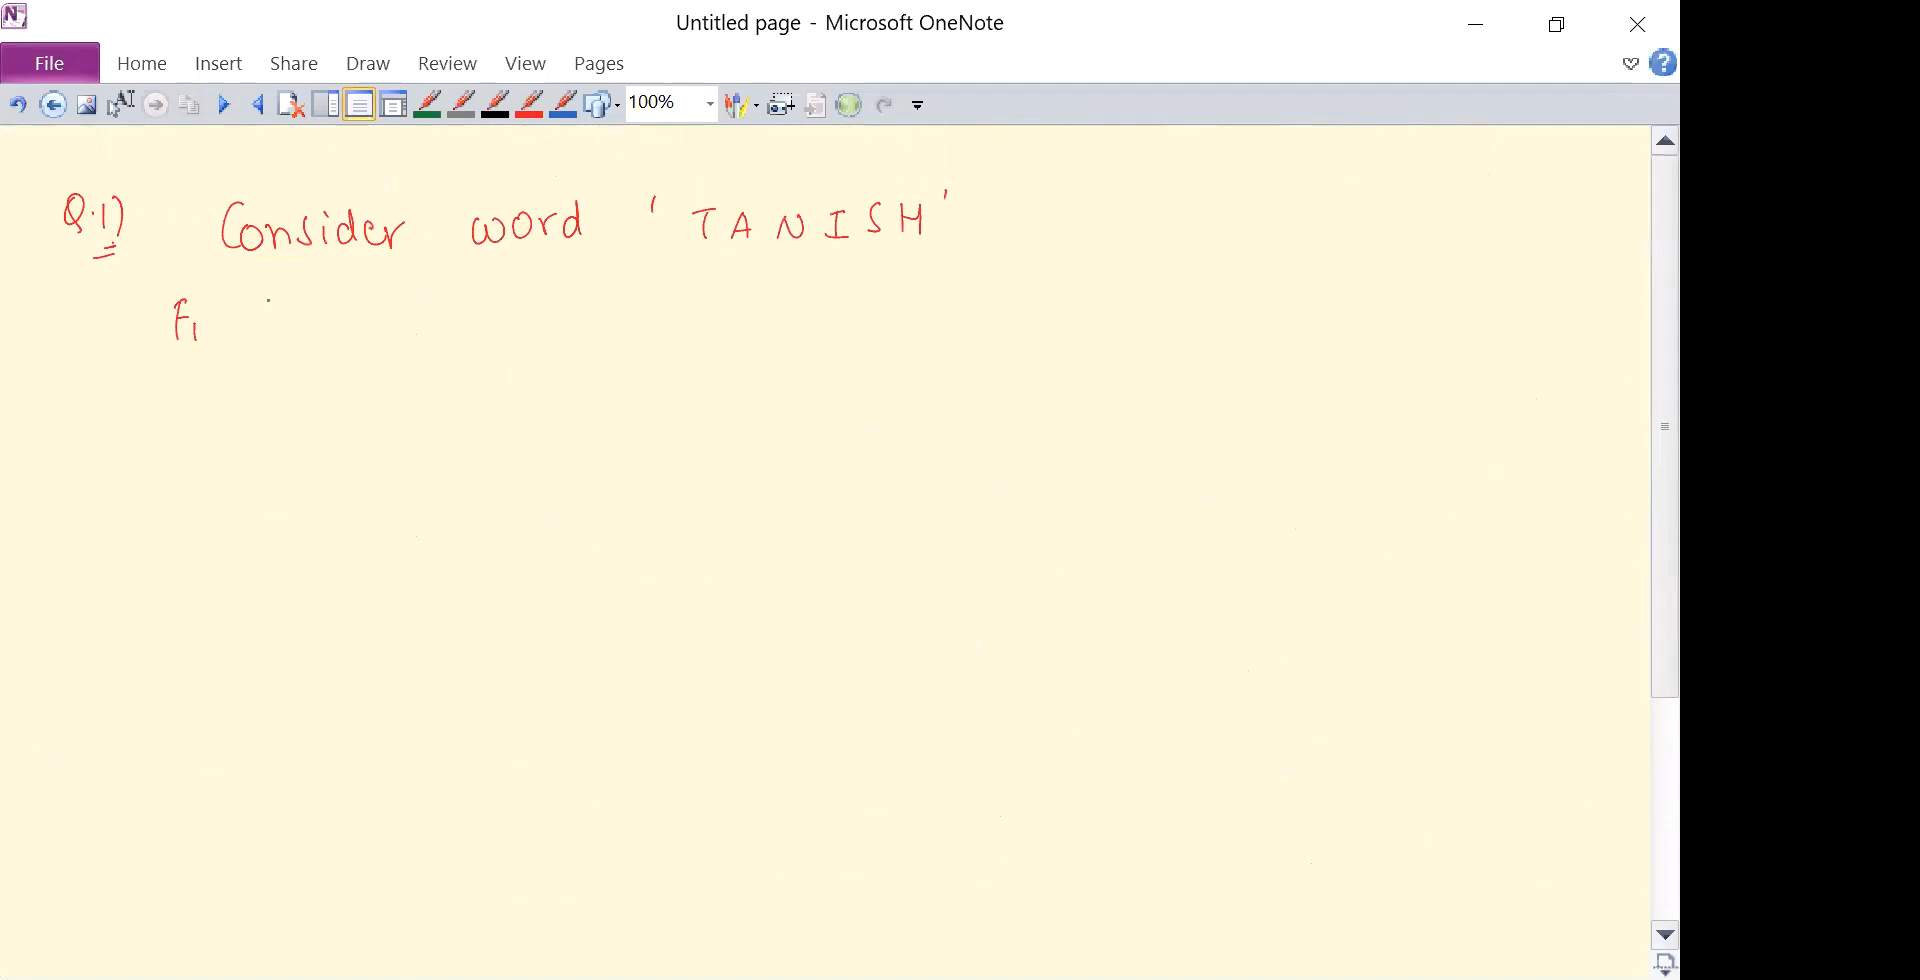 Untitled page - Microsoft OneNote
File Home Insert Share Draw Review View Pages
100%
Q.1) Consider word 'TANISH'
Fi